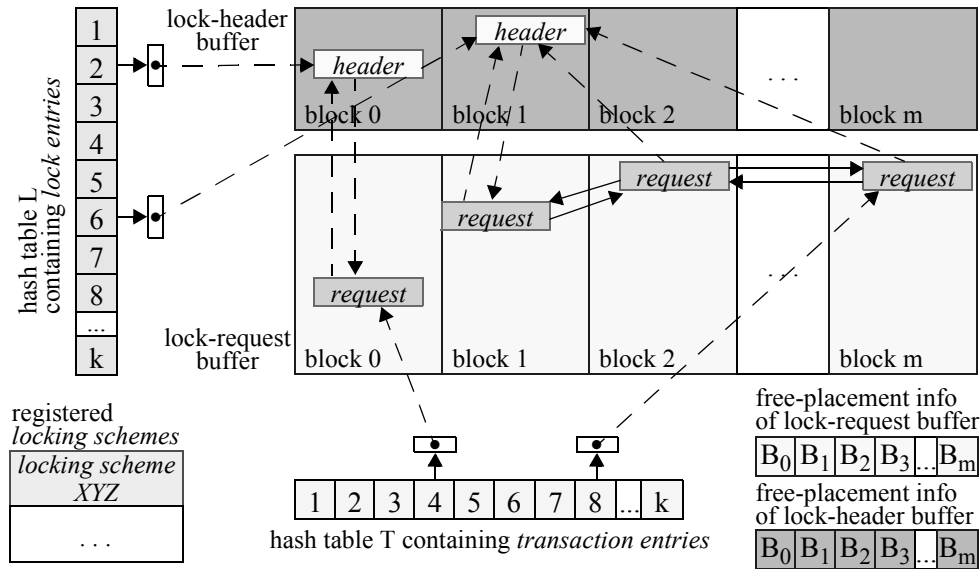 hash table L
containing lock entries
1
2
3
4
5
6
7
8
...
k
lock-header
buffer
header
header
. . .
block 0
block 1
block 2
block m
request
request
request
request
. . .
lock-request
buffer
block 0
block 1
block 2
block m
registered
locking schemes
locking scheme
XYZ
. . .
1 2 3 4 5 6 7 8 ... k
hash table T containing transaction entries
free-placement info
of lock-request buffer
B0 B1 B2 B3 ... Bm
free-placement info
of lock-header buffer
B0 B1 B2 B3 ... Bm